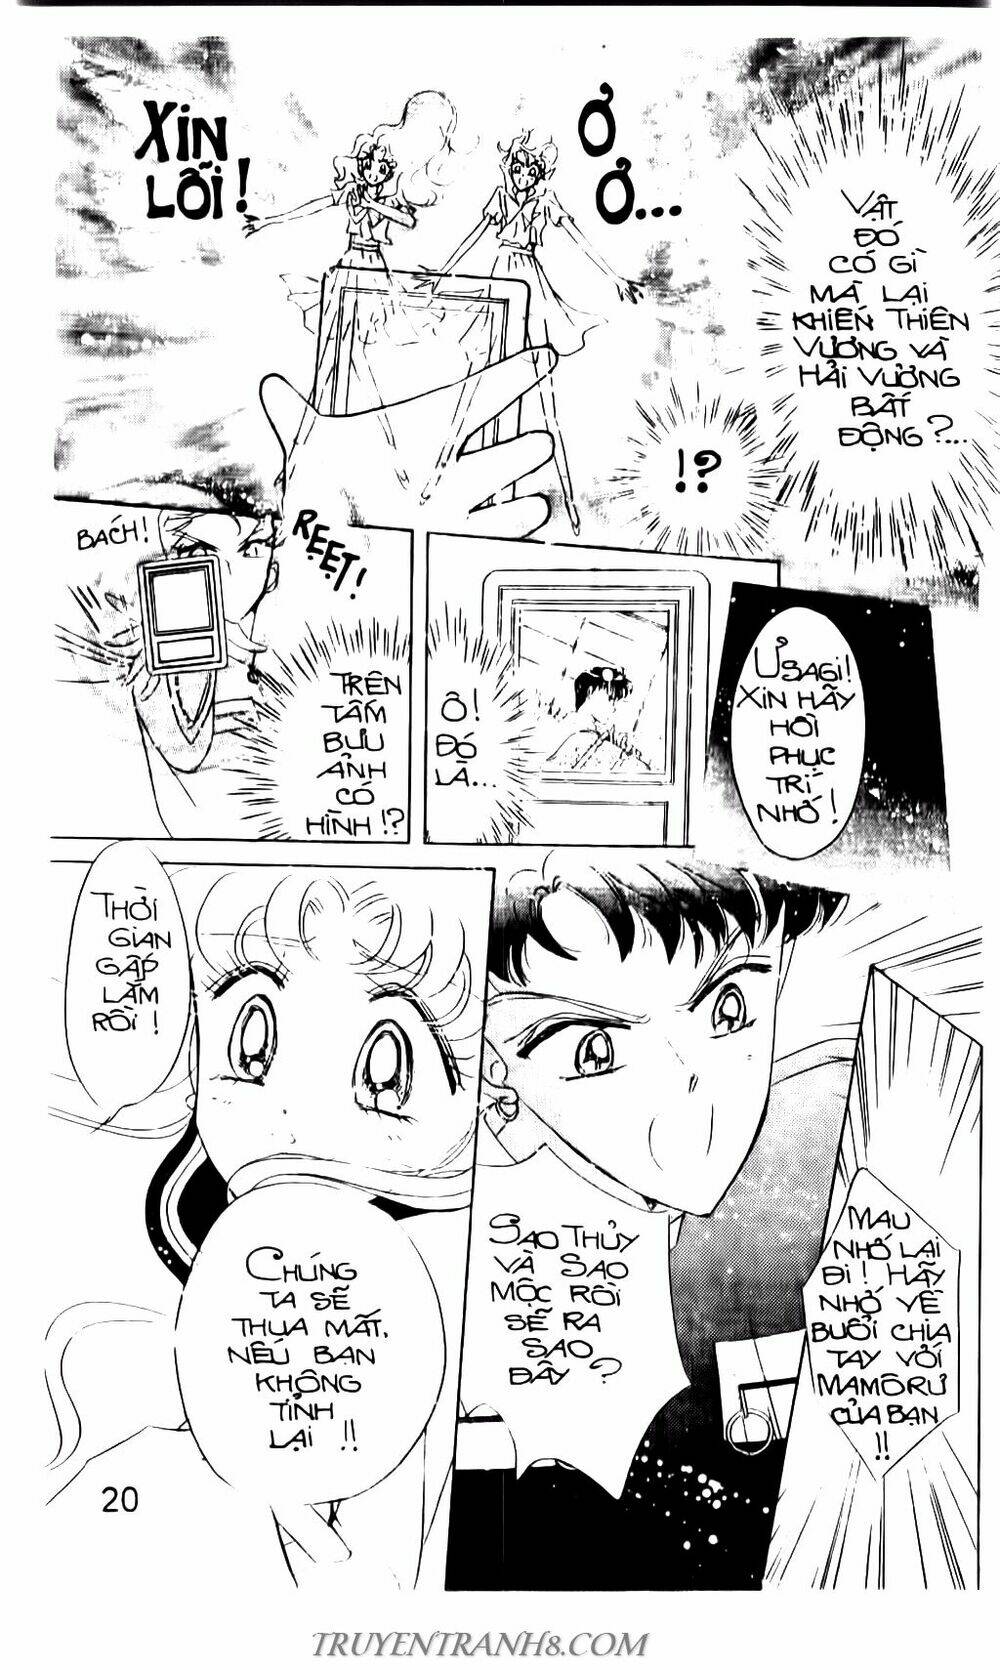 XIN
LỖI!
Ơ
Ơ...
VẬT
ĐÓ
CÓ GÌ
MÀ LẠI
KHIẾN THIÊN
VƯƠNG VÀ
HẢI VƯƠNG
BẤT
ĐỘNG?...
!?
BÁCH!
RẸẸT!
TRÊN
TẤM
BƯU
ẢNH
CÓ
HÌNH!?
Ô!
ĐÓ
LÀ...
USAGI!
XIN HÃY
HỒI
PHỤC
TRÍ
NHỚ!
THỜI
GIAN
GẤP
LẮM
RỒI!
CHÚNG
TA SẼ
THUA MẤT,
NẾU BẠN
KHÔNG
TỈNH
LẠI!!
SAO THỦY
VÀ SAO
MỘC RỒI
SẼ RA
SAO
ĐÂY?
MAU
NHỚ LẠI
ĐI! HÃY
NHỚ VỀ
BUỔI CHIA
TAY VỚI
MAMÔRƯ
CỦA BẠN
!!
20
TRUYENTRANH8.COM